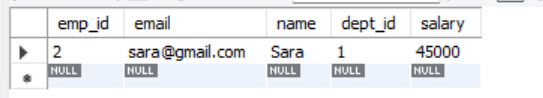 emp_id email name dept_id salary
2 sara@gmail.com Sara 1 45000
NULL NULL NULL NULL NULL